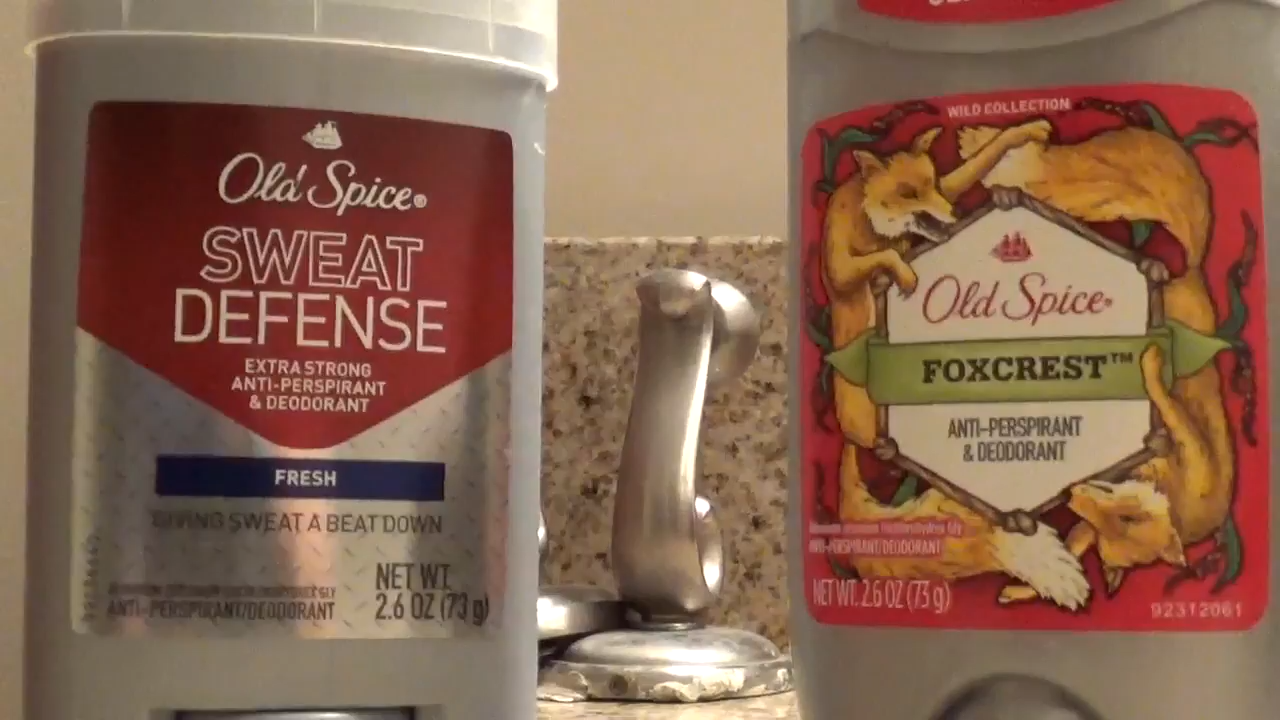 Old Spice®
SWEAT
DEFENSE
EXTRA STRONG
ANTI-PERSPIRANT
& DEODORANT
FRESH
GIVING SWEAT A BEATDOWN
ANTI-PERSPIRANT/DEODORANT
NET WT.
2.6 OZ (73 g)
WILD COLLECTION
Old Spice®
FOXCREST™
ANTI-PERSPIRANT
& DEODORANT
ANTI-PERSPIRANT/DEODORANT
NET WT. 2.6 OZ (73 g)
92312061